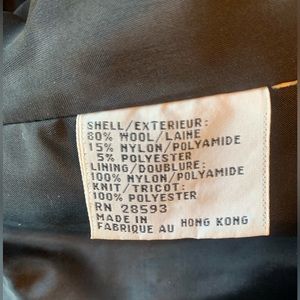 SHELL/EXTERIEUR:
80% WOOL/LAINE
15% NYLON/POLYAMIDE
5% POLYESTER
LINING/DOUBLURE:
100% NYLON/POLYAMIDE
KNIT/TRICOT:
100% POLYESTER
RN 28593
MADE IN
FABRIQUE AU HONG KONG